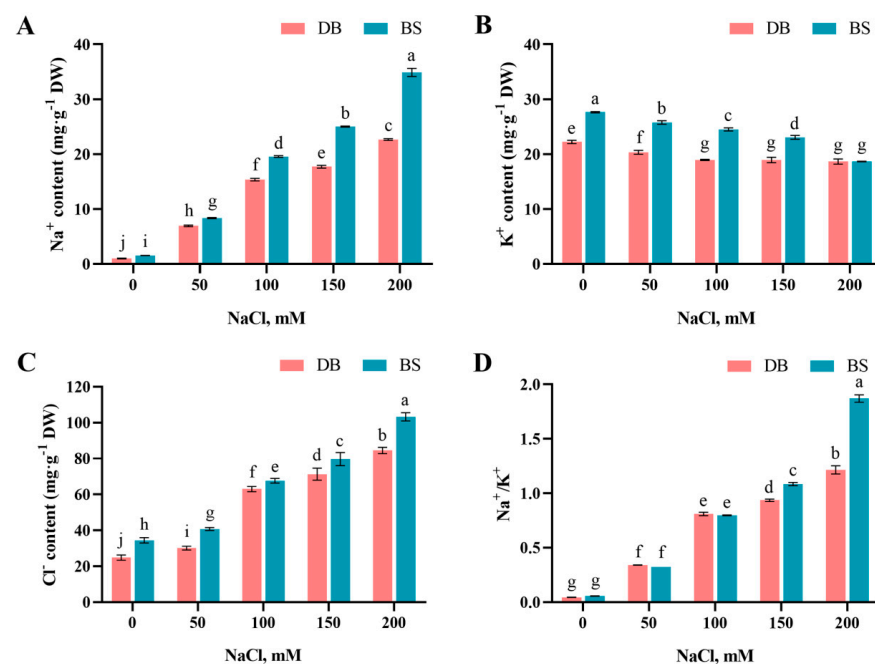 A
DB BS
Na⁺ content (mg·g⁻¹ DW)
40
30
20
10
0
j i h g f d e b c a
0 50 100 150 200
NaCl, mM
B
DB BS
K⁺ content (mg·g⁻¹ DW)
40
30
20
10
0
e a f b g c g d g g
0 50 100 150 200
NaCl, mM
C
DB BS
Cl⁻ content (mg·g⁻¹ DW)
120
100
80
60
40
20
0
j h i g f e d c b a
0 50 100 150 200
NaCl, mM
D
DB BS
Na⁺/K⁺
2.0
1.5
1.0
0.5
0.0
g g f f e e d c b a
0 50 100 150 200
NaCl, mM